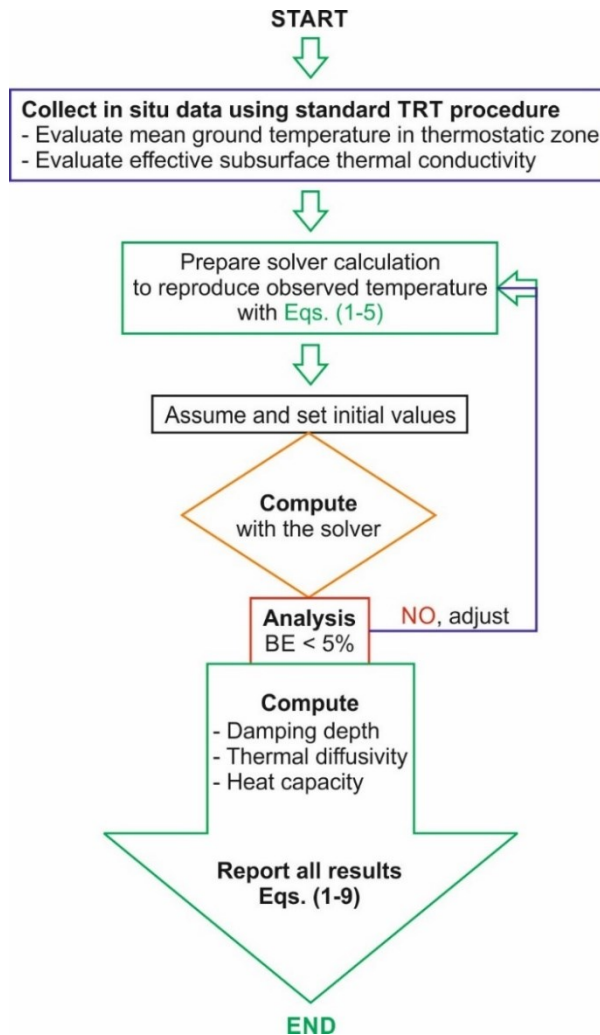 START
Collect in situ data using standard TRT procedure
- Evaluate mean ground temperature in thermostatic zone
- Evaluate effective subsurface thermal conductivity
Prepare solver calculation
to reproduce observed temperature
with Eqs. (1-5)
Assume and set initial values
Compute
with the solver
Analysis
BE < 5%
NO, adjust
Compute
- Damping depth
- Thermal diffusivity
- Heat capacity
Report all results
Eqs. (1-9)
END